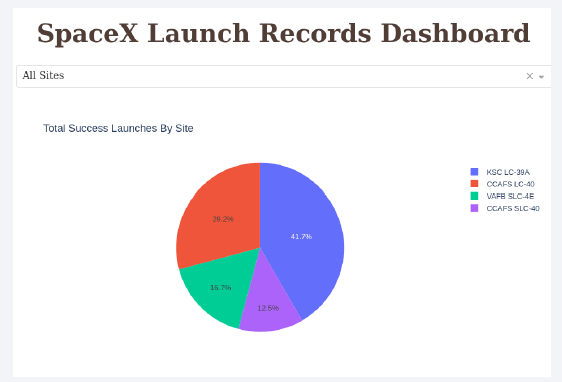 SpaceX Launch Records Dashboard
All Sites
Total Success Launches By Site
KSC LC-39A
CCAFS LC-40
VAFB SLC-4E
CCAFS SLC-40
29.2%
41.7%
16.7%
12.5%